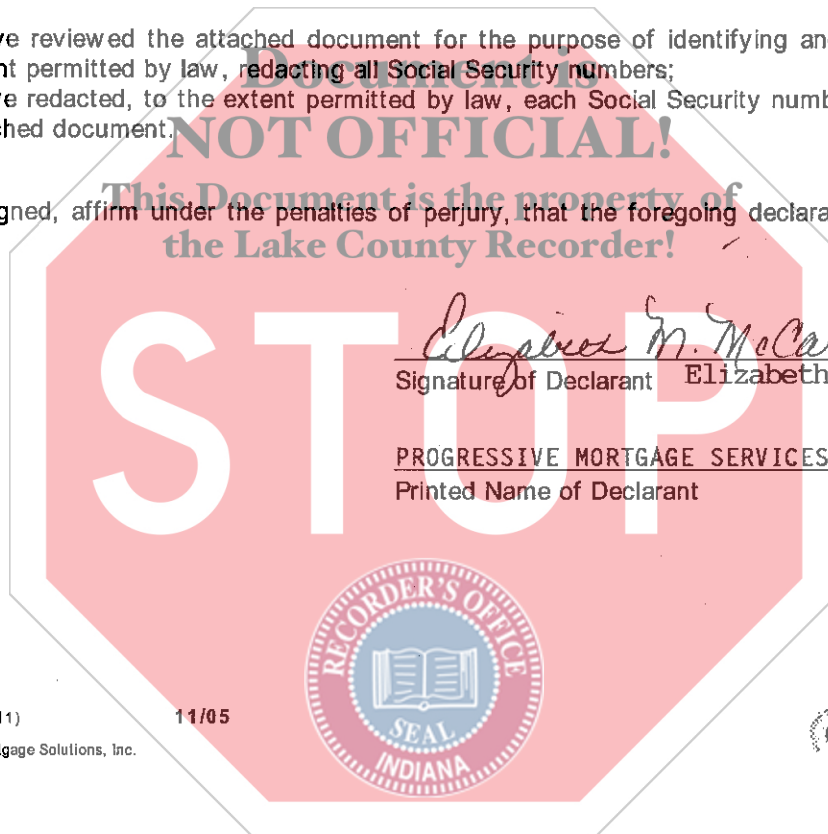 ve reviewed the attached document for the purpose of identifying an
Document is
nt permitted by law, redacting all Social Security numbers;
ve redacted, to the extent permitted by law, each Social Security numb
ched document.
NOT OFFICIAL!
This Document is the property of
gned, affirm under the penalties of perjury, that the foregoing declara
the Lake County Recorder!
STOP
Elizabeth M. McCa
Signature of Declarant Elizabeth
PROGRESSIVE MORTGAGE SERVICES
Printed Name of Declarant
RECORDER'S OFFICE
SEAL
INDIANA
11) 11/05
gage Solutions, Inc.